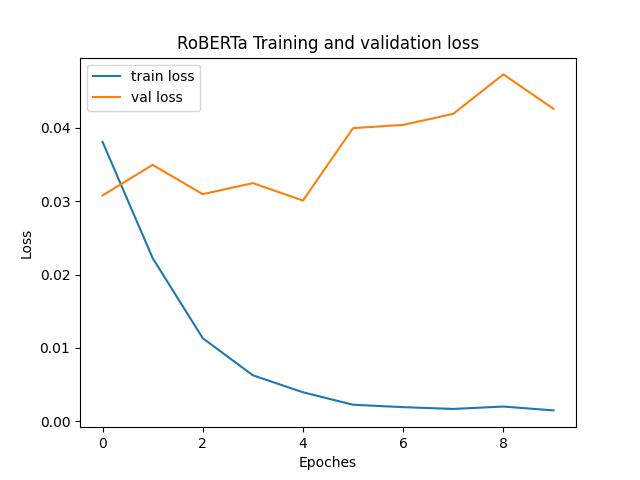 RoBERTa Training and validation loss
train loss
val loss
0.04
0.03
0.02
0.01
0.00
Loss
0 2 4 6 8
Epoches